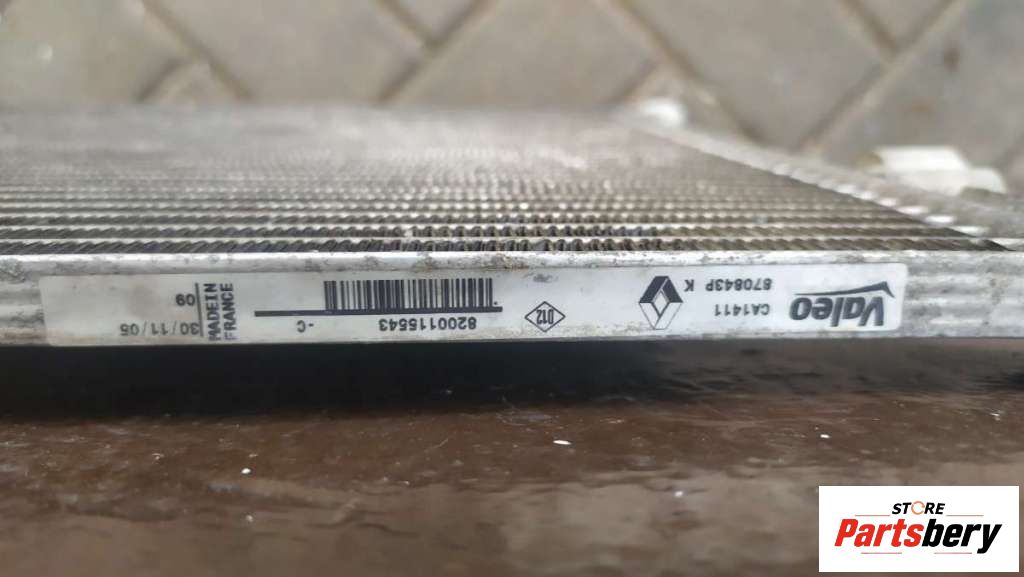 Valeo
CA1411
870843P K
D12
8200115543
-C
MADE IN
FRANCE
30/11/05
09
STORE
Partsbery